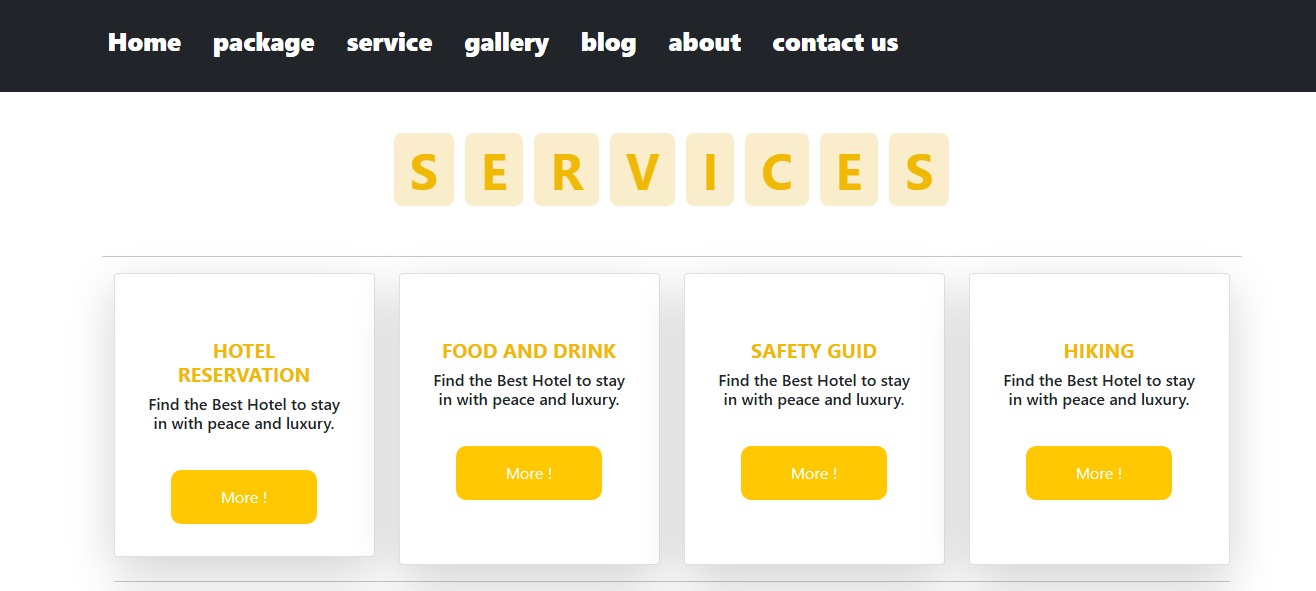 Home package service gallery blog about contact us
S E R V I C E S
HOTEL
RESERVATION
Find the Best Hotel to stay
in with peace and luxury.
More !
FOOD AND DRINK
Find the Best Hotel to stay
in with peace and luxury.
More !
SAFETY GUID
Find the Best Hotel to stay
in with peace and luxury.
More !
HIKING
Find the Best Hotel to stay
in with peace and luxury.
More !